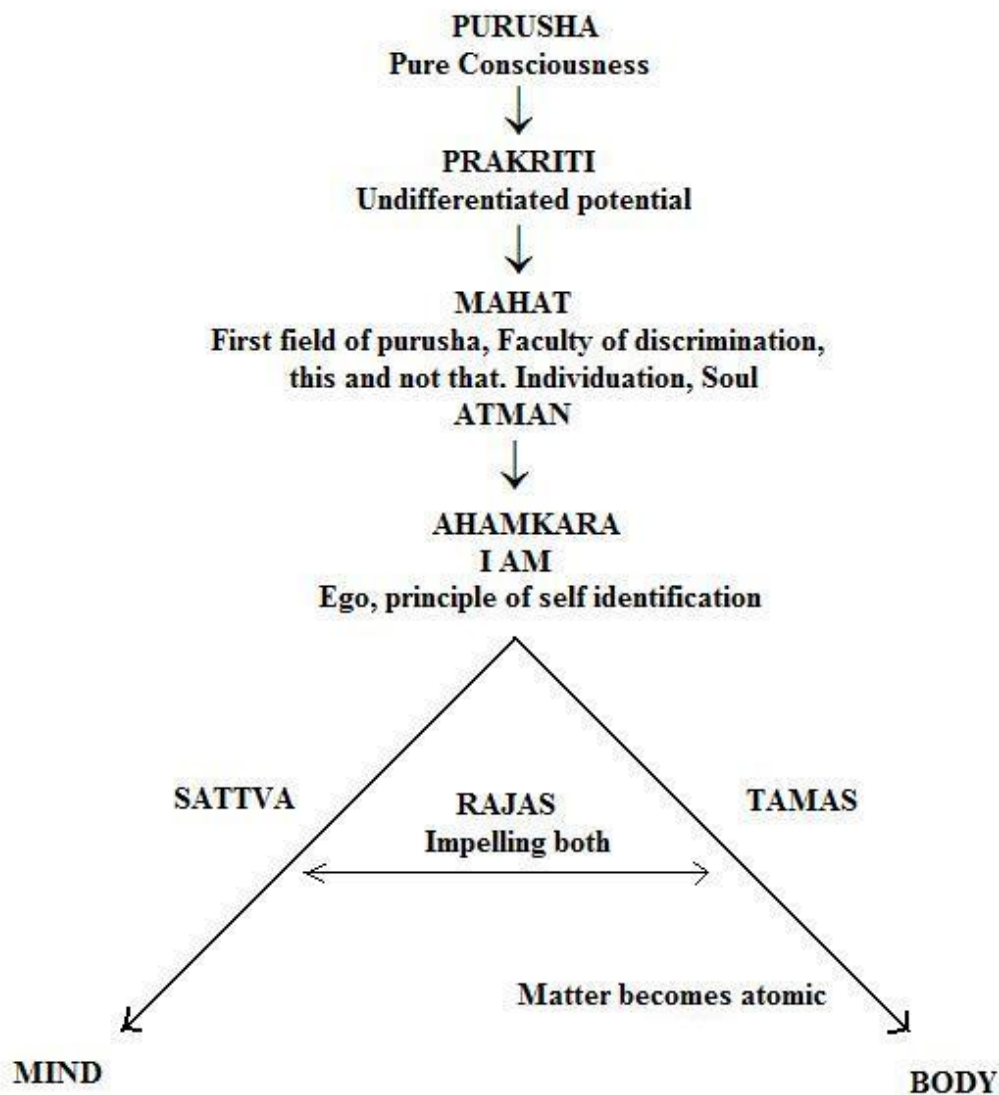 PURUSHA
Pure Consciousness
PRAKRITI
Undifferentiated potential
MAHAT
First field of purusha, Faculty of discrimination,
this and not that. Individuation, Soul
ATMAN
AHAMKARA
I AM
Ego, principle of self identification
SATTVA
RAJAS
Impelling both
TAMAS
Matter becomes atomic
MIND
BODY